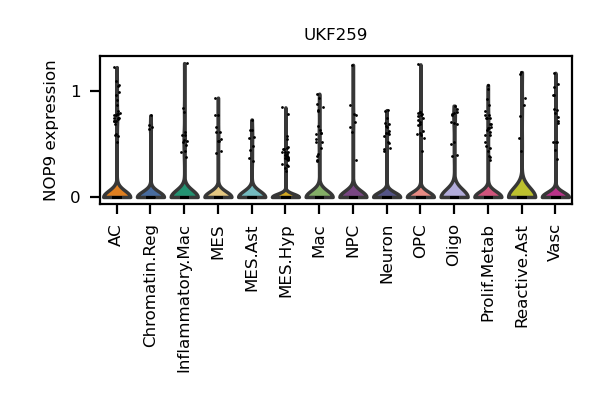 UKF259
NOP9 expression
1
0
AC
Chromatin.Reg
Inflammatory.Mac
MES
MES.Ast
MES.Hyp
Mac
NPC
Neuron
OPC
Oligo
Prolif.Metab
Reactive.Ast
Vasc